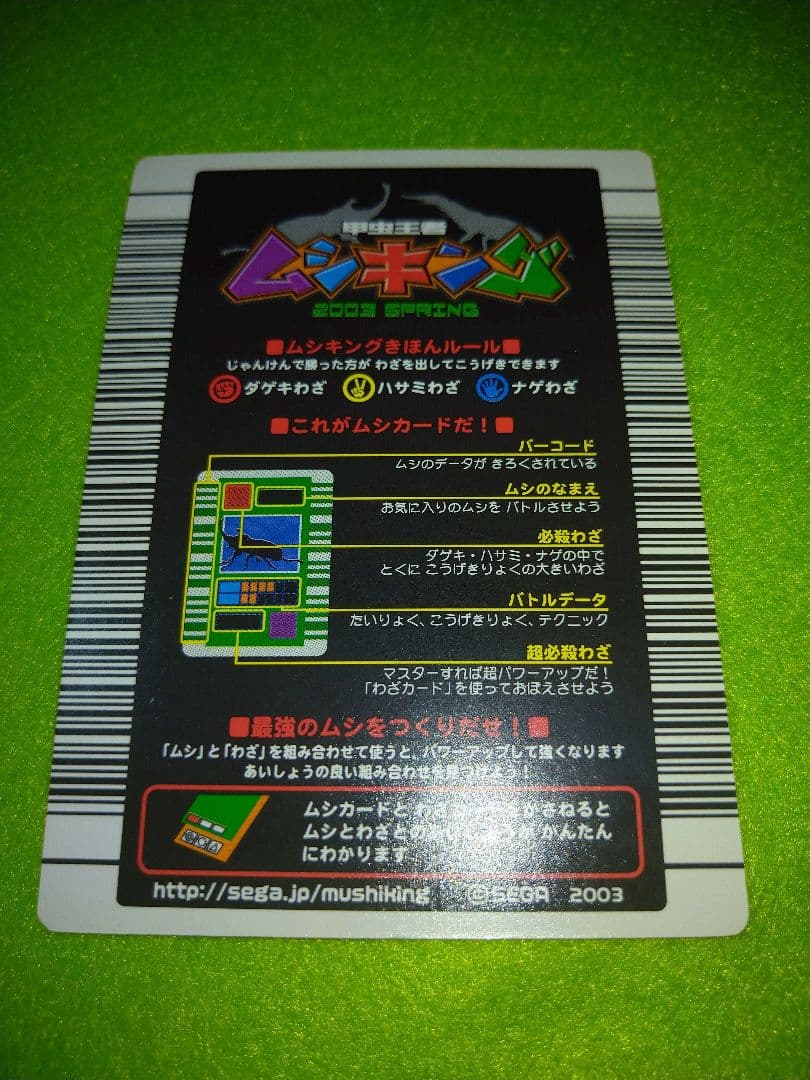 甲虫王者
ムシキング
2003 SPRING
■ムシキングきほんルール■
じゃんけんで勝った方が わざを出してこうげきできます
ダゲキわざ ハサミわざ ナゲわざ
■これがムシカードだ!■
バーコード
ムシのデータが きろくされている
ムシのなまえ
お気に入りのムシを バトルさせよう
必殺わざ
ダゲキ・ハサミ・ナゲの中で
とくに こうげきりょくの大きいわざ
バトルデータ
たいりょく、こうげきりょく、テクニック
超必殺わざ
マスターすれば超パワーアップだ!
「わざカード」を使っておぼえさせよう
■最強のムシをつくりだせ!■
「ムシ」と「わざ」を組み合わせて使うと、パワーアップして強くなります
あいしょうの良い組み合わせを見つけよう!
ムシカードと かさねると
ムシとわざとの かんたん
にわかります
http://sega.jp/mushiking ©SEGA 2003